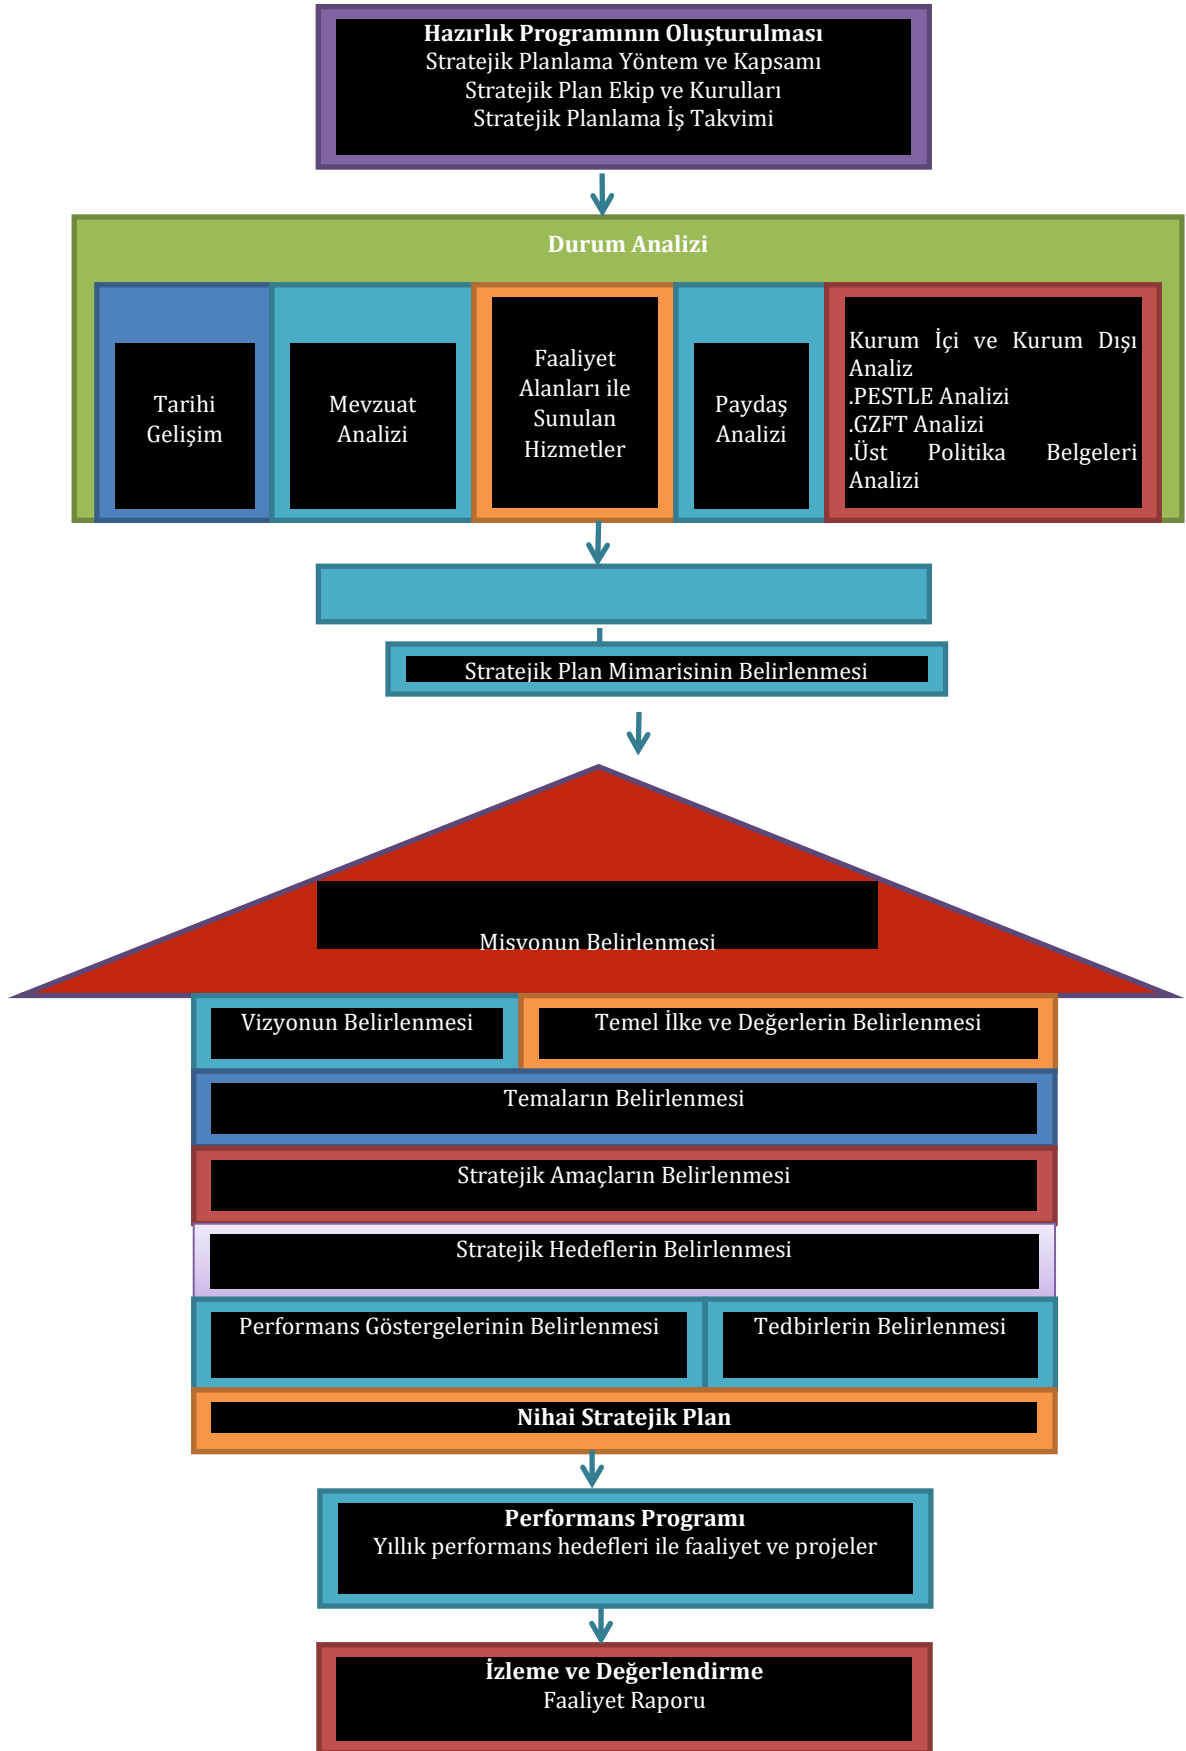 Hazırlık Programının Oluşturulması
Stratejik Planlama Yöntem ve Kapsamı
Stratejik Plan Ekip ve Kurulları
Stratejik Planlama İş Takvimi
Durum Analizi
Tarihi
Gelişim
Mevzuat
Analizi
Faaliyet
Alanları ile
Sunulan
Hizmetler
Paydaş
Analizi
Kurum İçi ve Kurum Dışı
Analiz
.PESTLE Analizi
.GZFT Analizi
.Üst Politika Belgeleri
Analizi
Stratejik Plan Mimarisinin Belirlenmesi
Misyonun Belirlenmesi
Vizyonun Belirlenmesi
Temel İlke ve Değerlerin Belirlenmesi
Temaların Belirlenmesi
Stratejik Amaçların Belirlenmesi
Stratejik Hedeflerin Belirlenmesi
Performans Göstergelerinin Belirlenmesi
Tedbirlerin Belirlenmesi
Nihai Stratejik Plan
Performans Programı
Yıllık performans hedefleri ile faaliyet ve projeler
İzleme ve Değerlendirme
Faaliyet Raporu